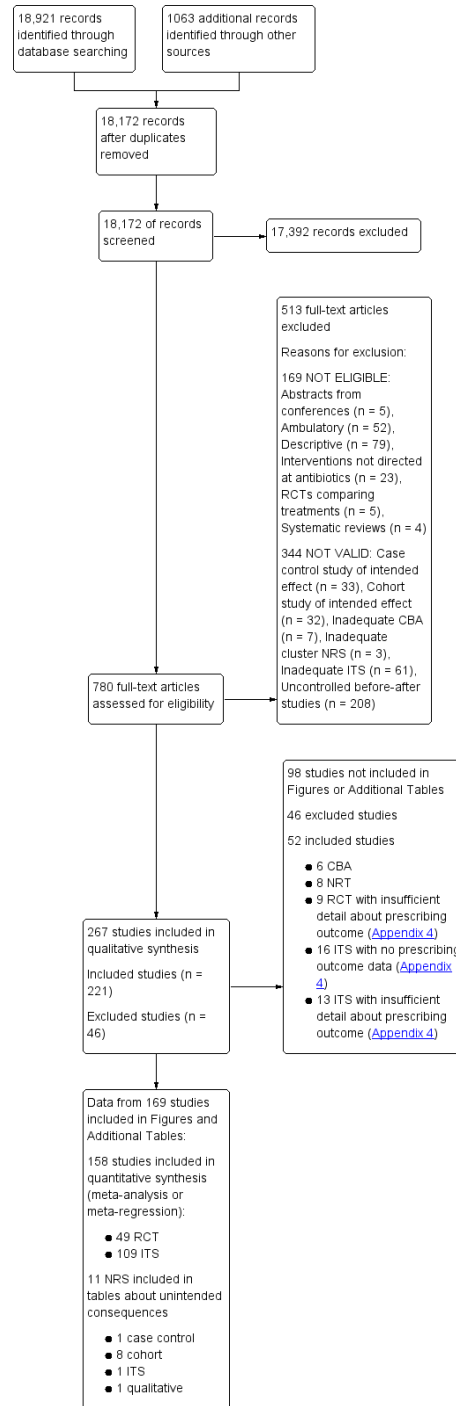 18,921 records
identified through
database searching
1063 additional records
identified through other
sources
18,172 records
after duplicates
removed
18,172 of records
screened
17,392 records excluded
513 full-text articles
excluded
Reasons for exclusion:
169 NOT ELIGIBLE:
Abstracts from
conferences (n = 5),
Ambulatory (n = 52),
Descriptive (n = 79),
Interventions not directed
at antibiotics (n = 23),
RCTs comparing
treatments (n = 5),
Systematic reviews (n = 4)
344 NOT VALID: Case
control study of intended
effect (n = 33), Cohort
study of intended effect
(n = 32), Inadequate CBA
(n = 7), Inadequate
cluster NRS (n = 3),
Inadequate ITS (n = 61),
Uncontrolled before-after
studies (n = 208)
780 full-text articles
assessed for eligibility
98 studies not included in
Figures or Additional Tables
46 excluded studies
52 included studies
● 6 CBA
● 8 NRT
● 9 RCT with insufficient
detail about prescribing
outcome (Appendix 4)
● 16 ITS with no prescribing
outcome data (Appendix
4)
● 13 ITS with insufficient
detail about prescribing
outcome (Appendix 4)
267 studies included in
qualitative synthesis
Included studies (n =
221)
Excluded studies (n =
46)
Data from 169 studies
included in Figures and
Additional Tables:
158 studies included in
quantitative synthesis
(meta-analysis or
meta-regression):
● 49 RCT
● 109 ITS
11 NRS included in
tables about unintended
consequences
● 1 case control
● 8 cohort
● 1 ITS
● 1 qualitative